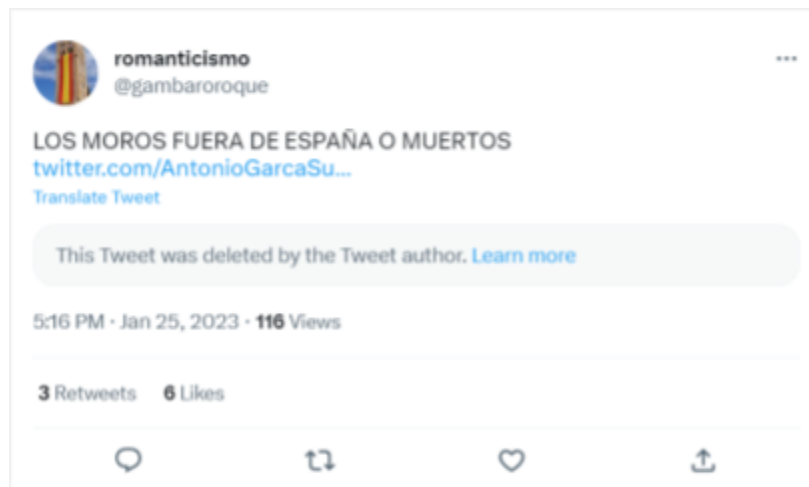 romanticismo
@gambaroroque
LOS MOROS FUERA DE ESPAÑA O MUERTOS
twitter.com/AntonioGarcaSu...
Translate Tweet
This Tweet was deleted by the Tweet author. Learn more
5:16 PM · Jan 25, 2023 · 116 Views
3 Retweets 6 Likes